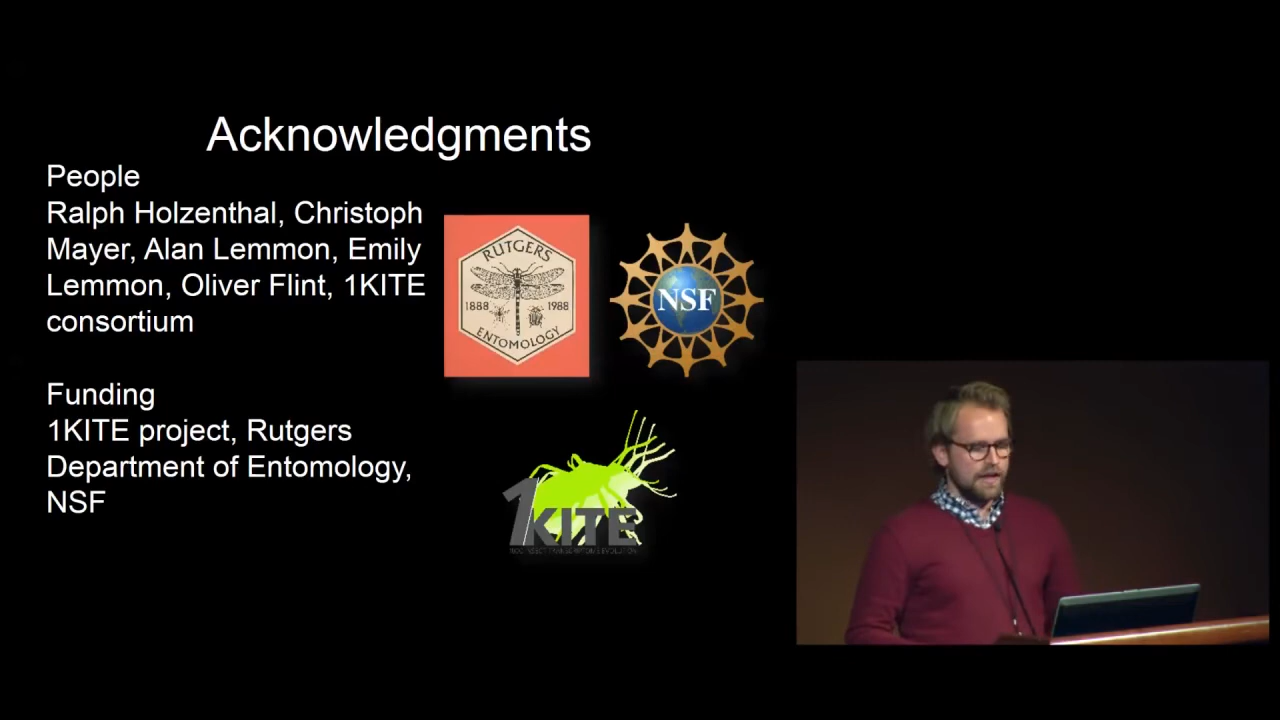 Acknowledgments
People
Ralph Holzenthal, Christoph
Mayer, Alan Lemmon, Emily
Lemmon, Oliver Flint, 1KITE
consortium
Funding
1KITE project, Rutgers
Department of Entomology,
NSF
RUTGERS
1888 1988
ENTOMOLOGY
NSF
1KITE